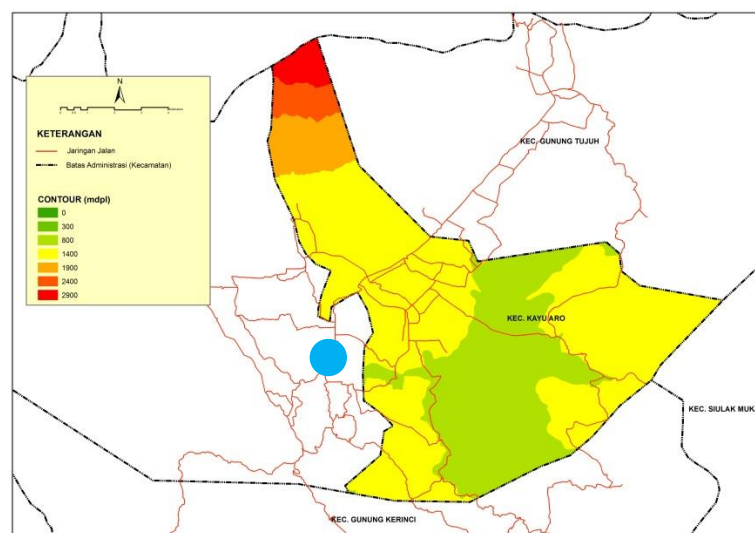 N
KETERANGAN
Jaringan Jalan
Batas Administrasi (Kecamatan)
CONTOUR (mdpl)
0
300
800
1400
1900
2400
2900
KEC. GUNUNG TUJUH
KEC. KAYU ARO
KEC. SIULAK MUK
KEC. GUNUNG KERINCI